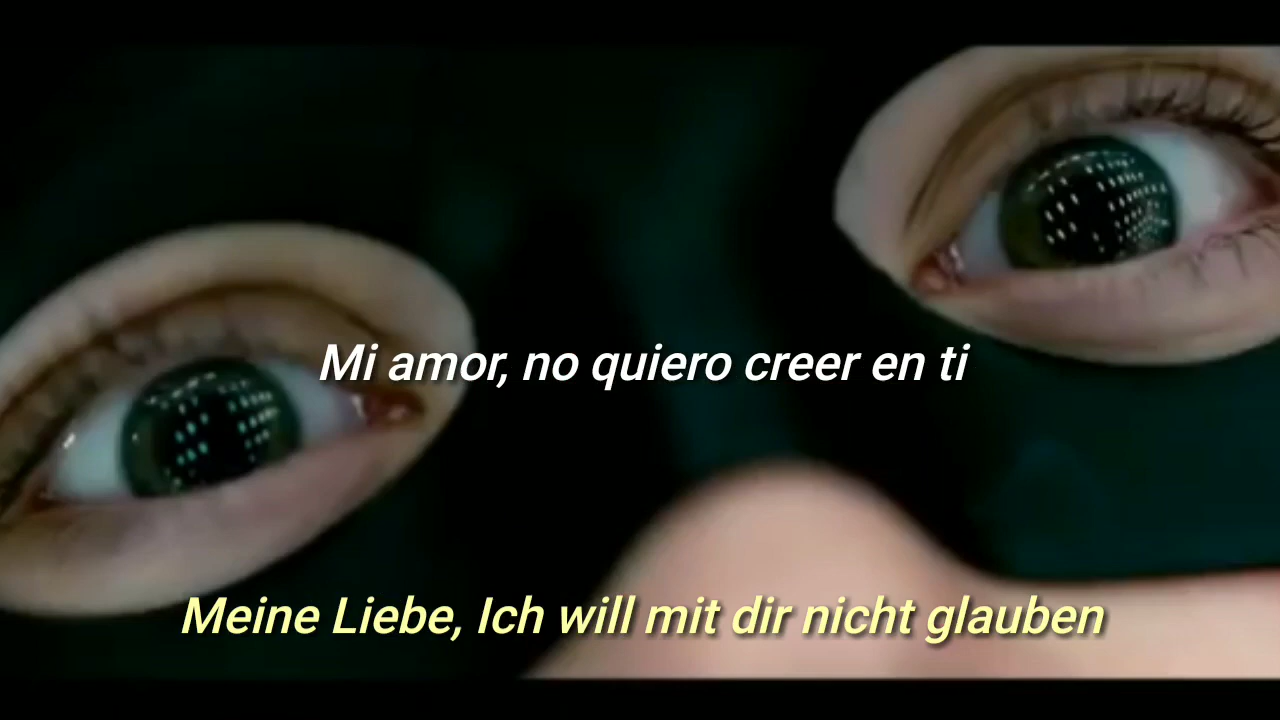 Mi amor, no quiero creer en ti
Meine Liebe, Ich will mit dir nicht glauben